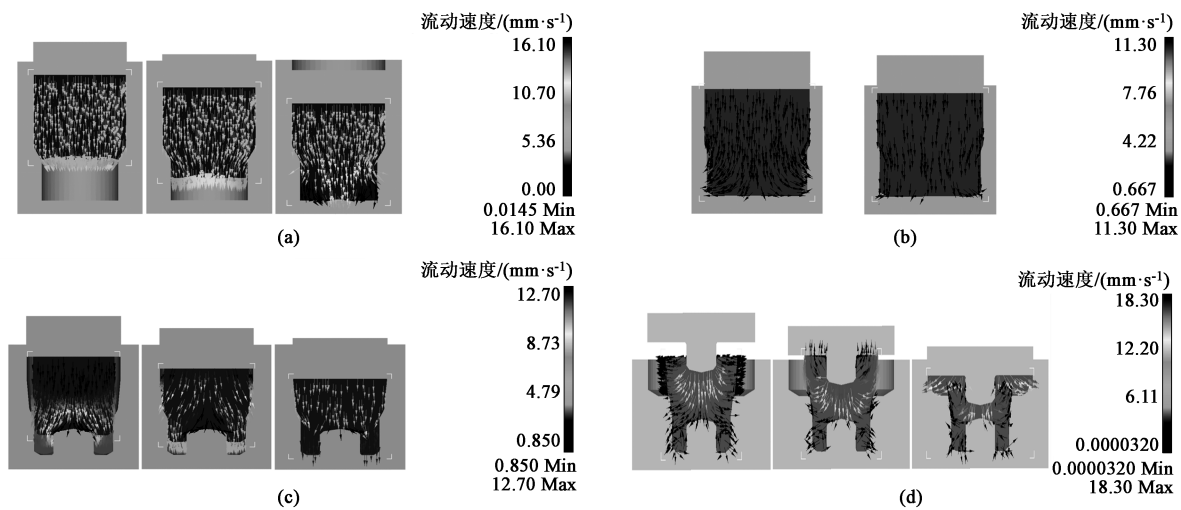 流动速度/(mm·s-1)
16.10
10.70
5.36
0.00
0.0145 Min
16.10 Max
(a)
流动速度/(mm·s-1)
11.30
7.76
4.22
0.667
0.667 Min
11.30 Max
(b)
流动速度/(mm·s-1)
12.70
8.73
4.79
0.850
0.850 Min
12.70 Max
(c)
流动速度/(mm·s-1)
18.30
12.20
6.11
0.0000320
0.0000320 Min
18.30 Max
(d)